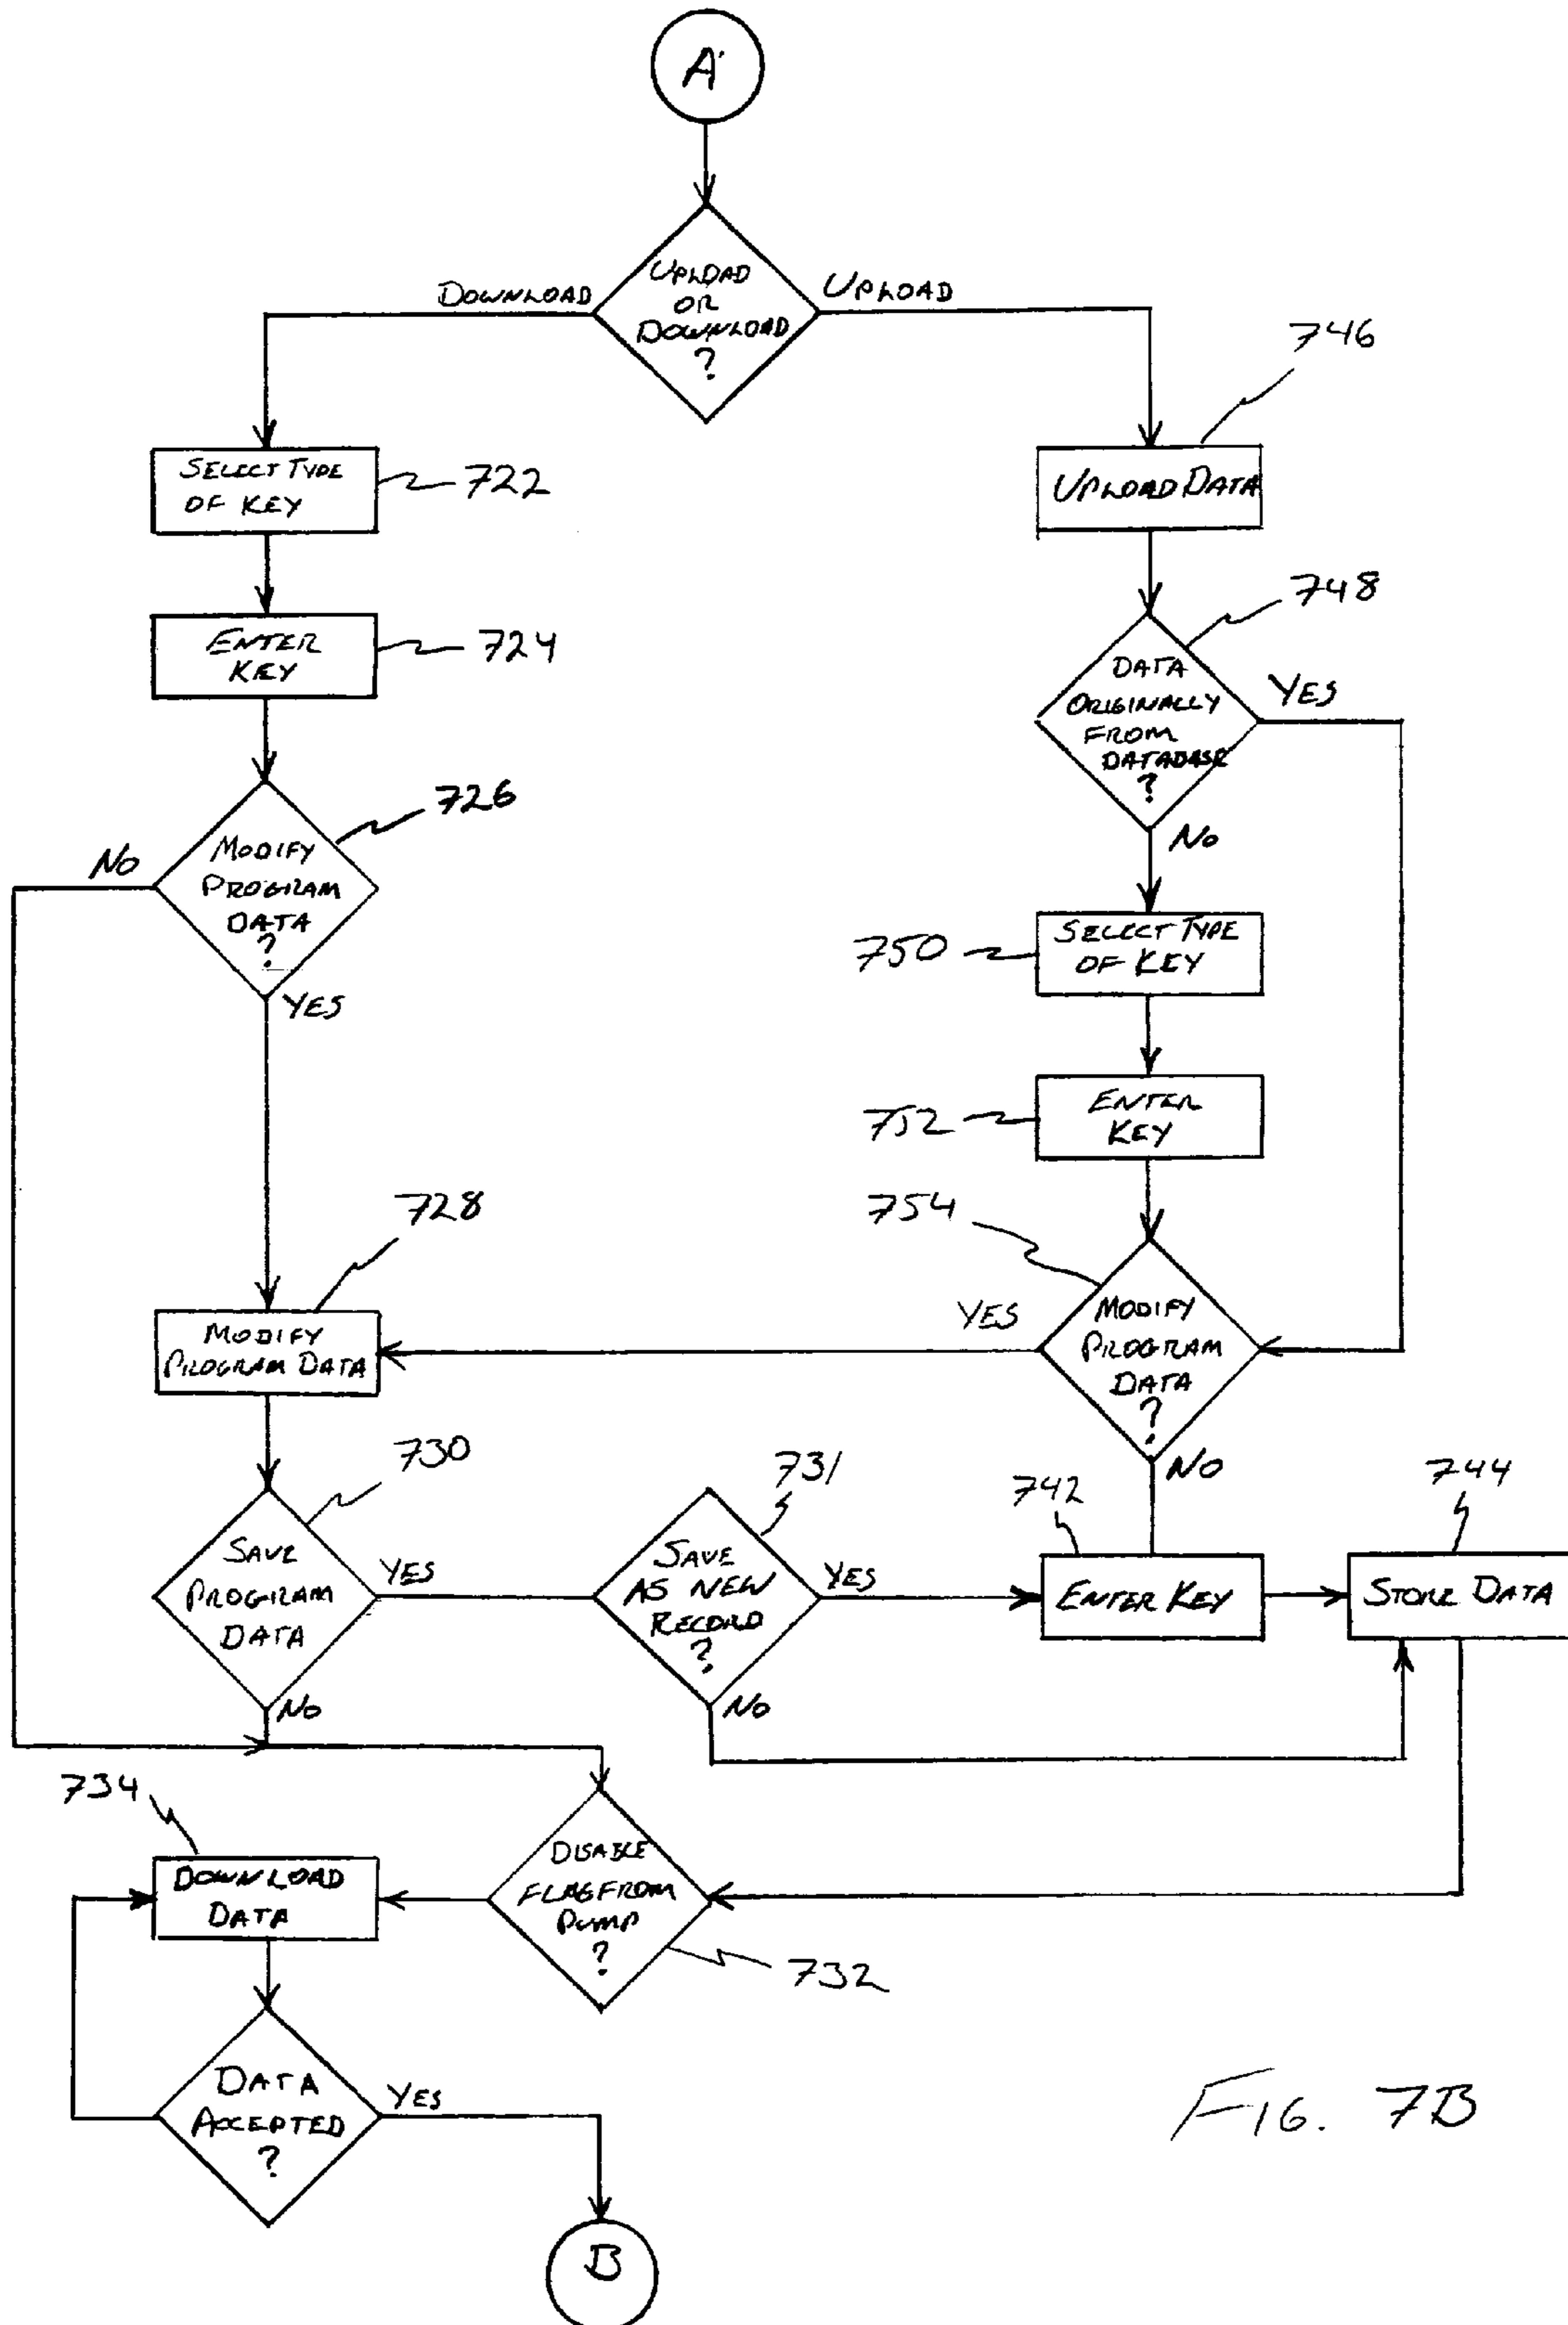 A
UPLOAD
OR
DOWNLOAD
?
DOWNLOAD
UPLOAD
746
SELECT TYPE
OF KEY
722
UPLOAD DATA
748
ENTER
KEY
724
DATA
ORIGINALLY
FROM
DATABASE
?
YES
NO
726
NO
MODIFY
PROGRAM
DATA
?
YES
750
SELECT TYPE
OF KEY
752
ENTER
KEY
728
754
MODIFY
PROGRAM DATA
YES
MODIFY
PROGRAM
DATA
?
NO
730
731
742
744
SAVE
PROGRAM
DATA
YES
NO
SAVE
AS NEW
RECORD
?
YES
NO
ENTER KEY
STORE DATA
734
DOWNLOAD
DATA
DISABLE
FLAG FROM
PUMP
?
732
DATA
ACCEPTED
?
YES
B
FIG. 7B